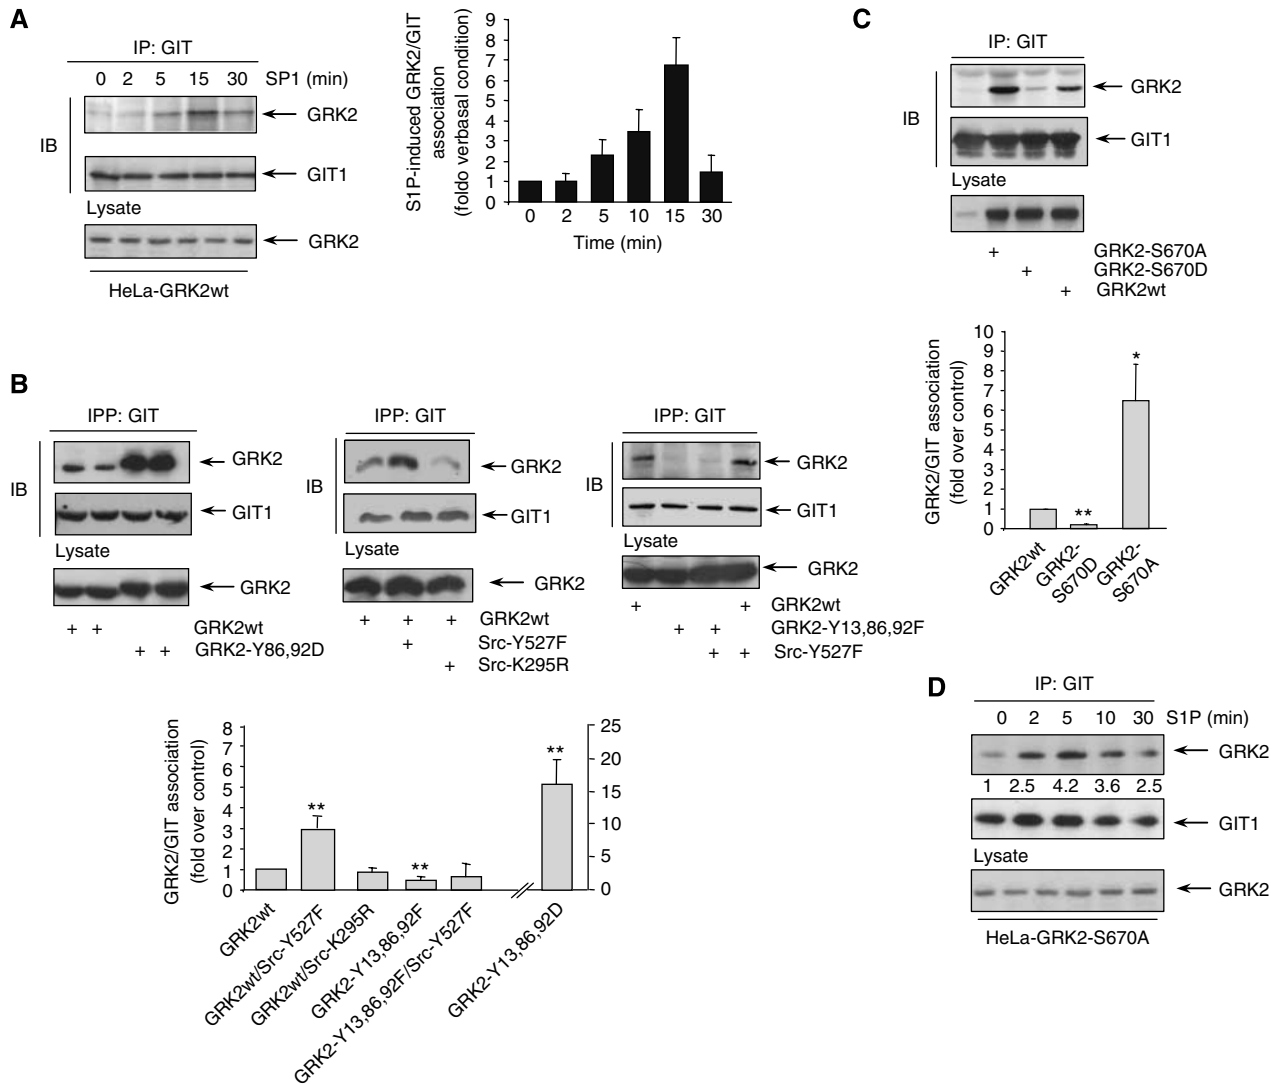 A
IP: GIT
0 2 5 15 30 SP1 (min)
IB
GRK2
GIT1
Lysate
GRK2
HeLa-GRK2wt
S1P-induced GRK2/GIT
association
(foldo verbasal condition)
9
8
7
6
5
4
3
2
1
0
0 2 5 10 15 30
Time (min)
C
IP: GIT
IB
GRK2
GIT1
Lysate
+ GRK2-S670A
+ GRK2-S670D
+ GRK2wt
GRK2/GIT association
(fold over control)
10
9
8
7
6
5
4
3
2
1
0
**
*
GRK2wt
GRK2-
S670D
GRK2-
S670A
B
IPP: GIT
IB
GRK2
GIT1
Lysate
GRK2
+ + GRK2wt
+ + GRK2-Y86,92D
IPP: GIT
IB
GRK2
GIT1
Lysate
GRK2
+ + + GRK2wt
+ Src-Y527F
+ Src-K295R
IPP: GIT
IB
GRK2
GIT1
Lysate
GRK2
+ + GRK2wt
+ + GRK2-Y13,86,92F
+ + Src-Y527F
GRK2/GIT association
(fold over control)
8
7
6
5
4
3
2
1
0
**
**
**
25
20
15
10
5
0
GRK2wt
GRK2wt/Src-Y527F
GRK2wt/Src-K295R
GRK2-Y13,86,92F
GRK2-Y13,86,92F/Src-Y527F
GRK2-Y13,86,92D
D
IP: GIT
0 2 5 10 30 S1P (min)
GRK2
1 2.5 4.2 3.6 2.5
GIT1
Lysate
GRK2
HeLa-GRK2-S670A